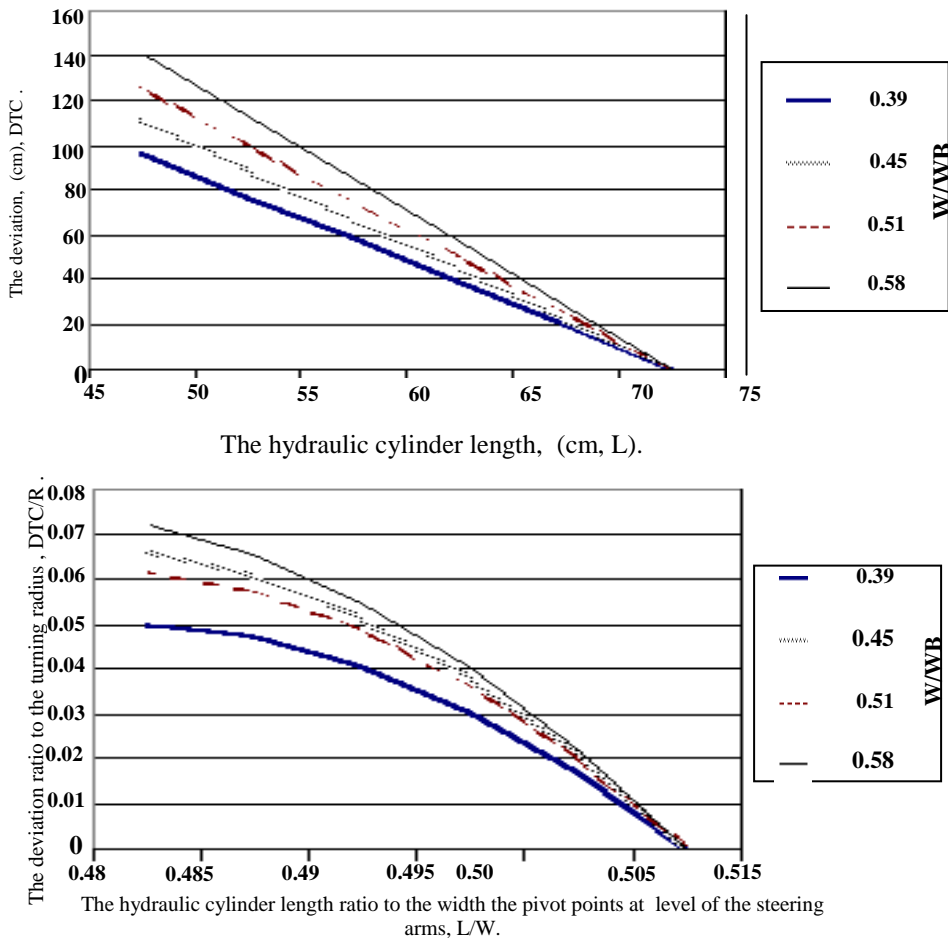 The deviation, (cm), DTC .
160
140
120
100
80
60
40
20
0
45 50 55 60 65 70 75
The hydraulic cylinder length, (cm, L).
0.39
0.45
0.51
0.58
W/WB
The deviation ratio to the turning radius , DTC/R .
0.08
0.07
0.06
0.05
0.04
0.03
0.02
0.01
0
0.48 0.485 0.49 0.495 0.50 0.505 0.515
The hydraulic cylinder length ratio to the width the pivot points at level of the steering
arms, L/W.
0.39
0.45
0.51
0.58
W/WB